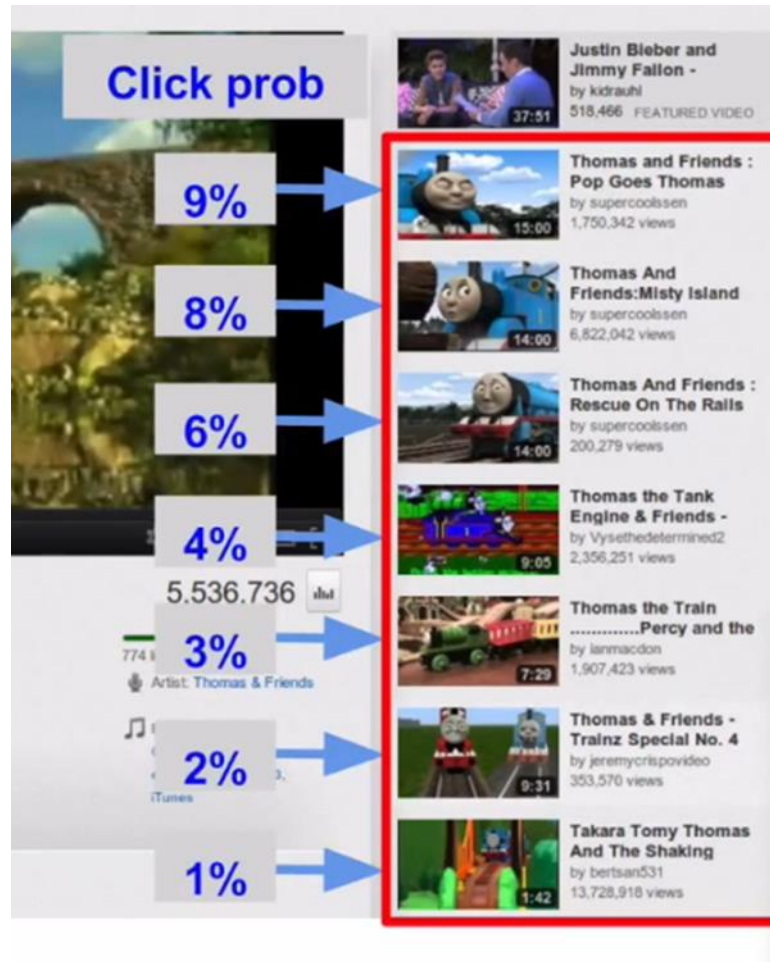 Click prob
Justin Bieber and
Jimmy Fallon -
by kidrauhl
518,466 FEATURED VIDEO
37:51
9%
Thomas and Friends :
Pop Goes Thomas
by supercoolssen
1,750,342 views
15:00
8%
Thomas And
Friends:Misty Island
by supercoolssen
6,822,042 views
14:00
6%
Thomas And Friends :
Rescue On The Rails
by supercoolssen
200,279 views
14:00
4%
Thomas the Tank
Engine & Friends -
by Vysethedetermined2
2,356,251 views
9:05
5.536.736
3%
774
Artist: Thomas & Friends
Thomas the Train
.............Percy and the
by ianmacdon
1,907,423 views
7:29
2%
iTunes
Thomas & Friends -
Trainz Special No. 4
by jeremycrispovideo
353,570 views
9:31
1%
Takara Tomy Thomas
And The Shaking
by bertsan531
13,728,918 views
1:42